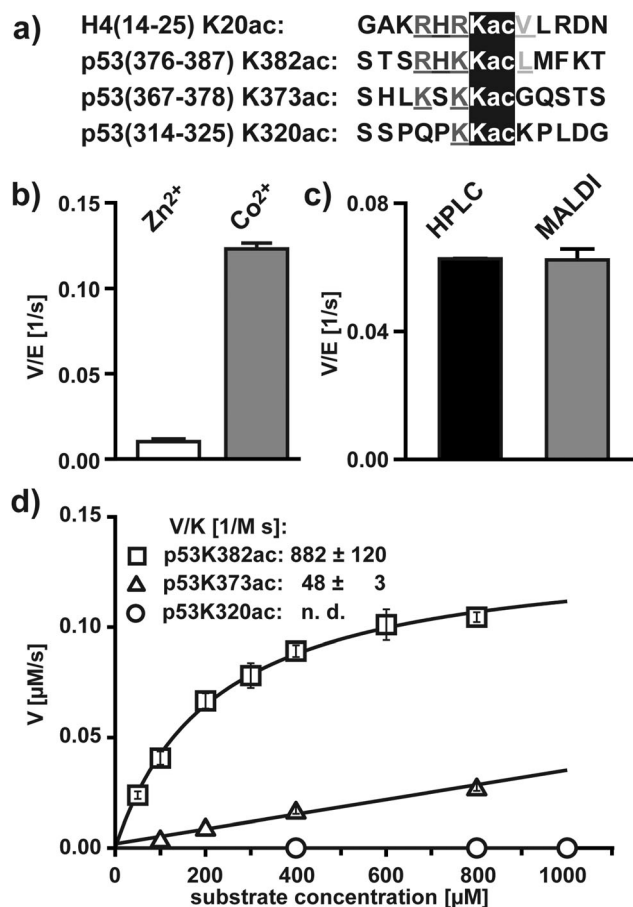 a) H4(14-25) K20ac: GAKRHRKacVLRDN
p53(376-387) K382ac: STSRHKKacLMFKT
p53(367-378) K373ac: SHLKSKKacGQSTS
p53(314-325) K320ac: SSPQPKKacKPLDG
b) Zn2+ Co2+
V/E [1/s]
0.15
0.10
0.05
0.00
c) HPLC MALDI
V/E [1/s]
0.08
0.04
0.00
d)
V/K [1/M s]:
p53K382ac: 882 ± 120
p53K373ac: 48 ± 3
p53K320ac: n. d.
V [µM/s]
0.15
0.10
0.05
0.00
0 200 400 600 800 1000
substrate concentration [µM]